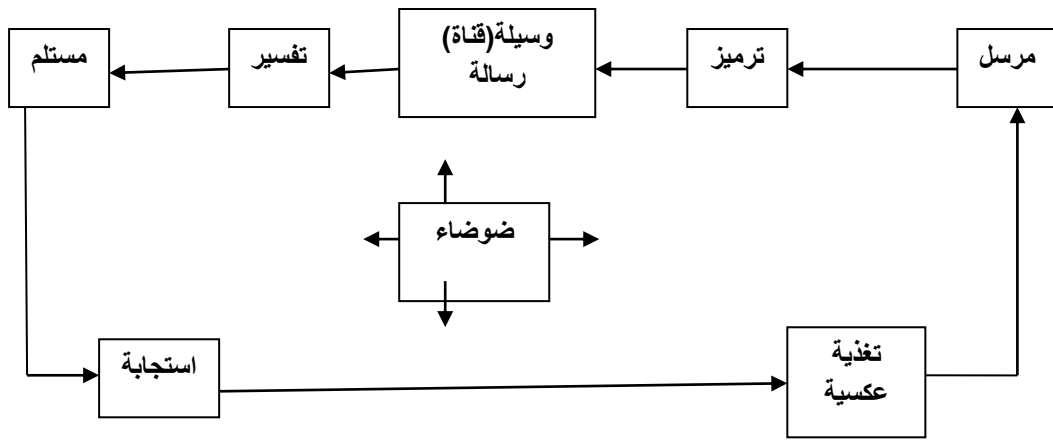 مرسل
ترميز
وسيلة(قناة)
رسالة
تفسير
مستلم
ضوضاء
استجابة
تغذية
عكسية